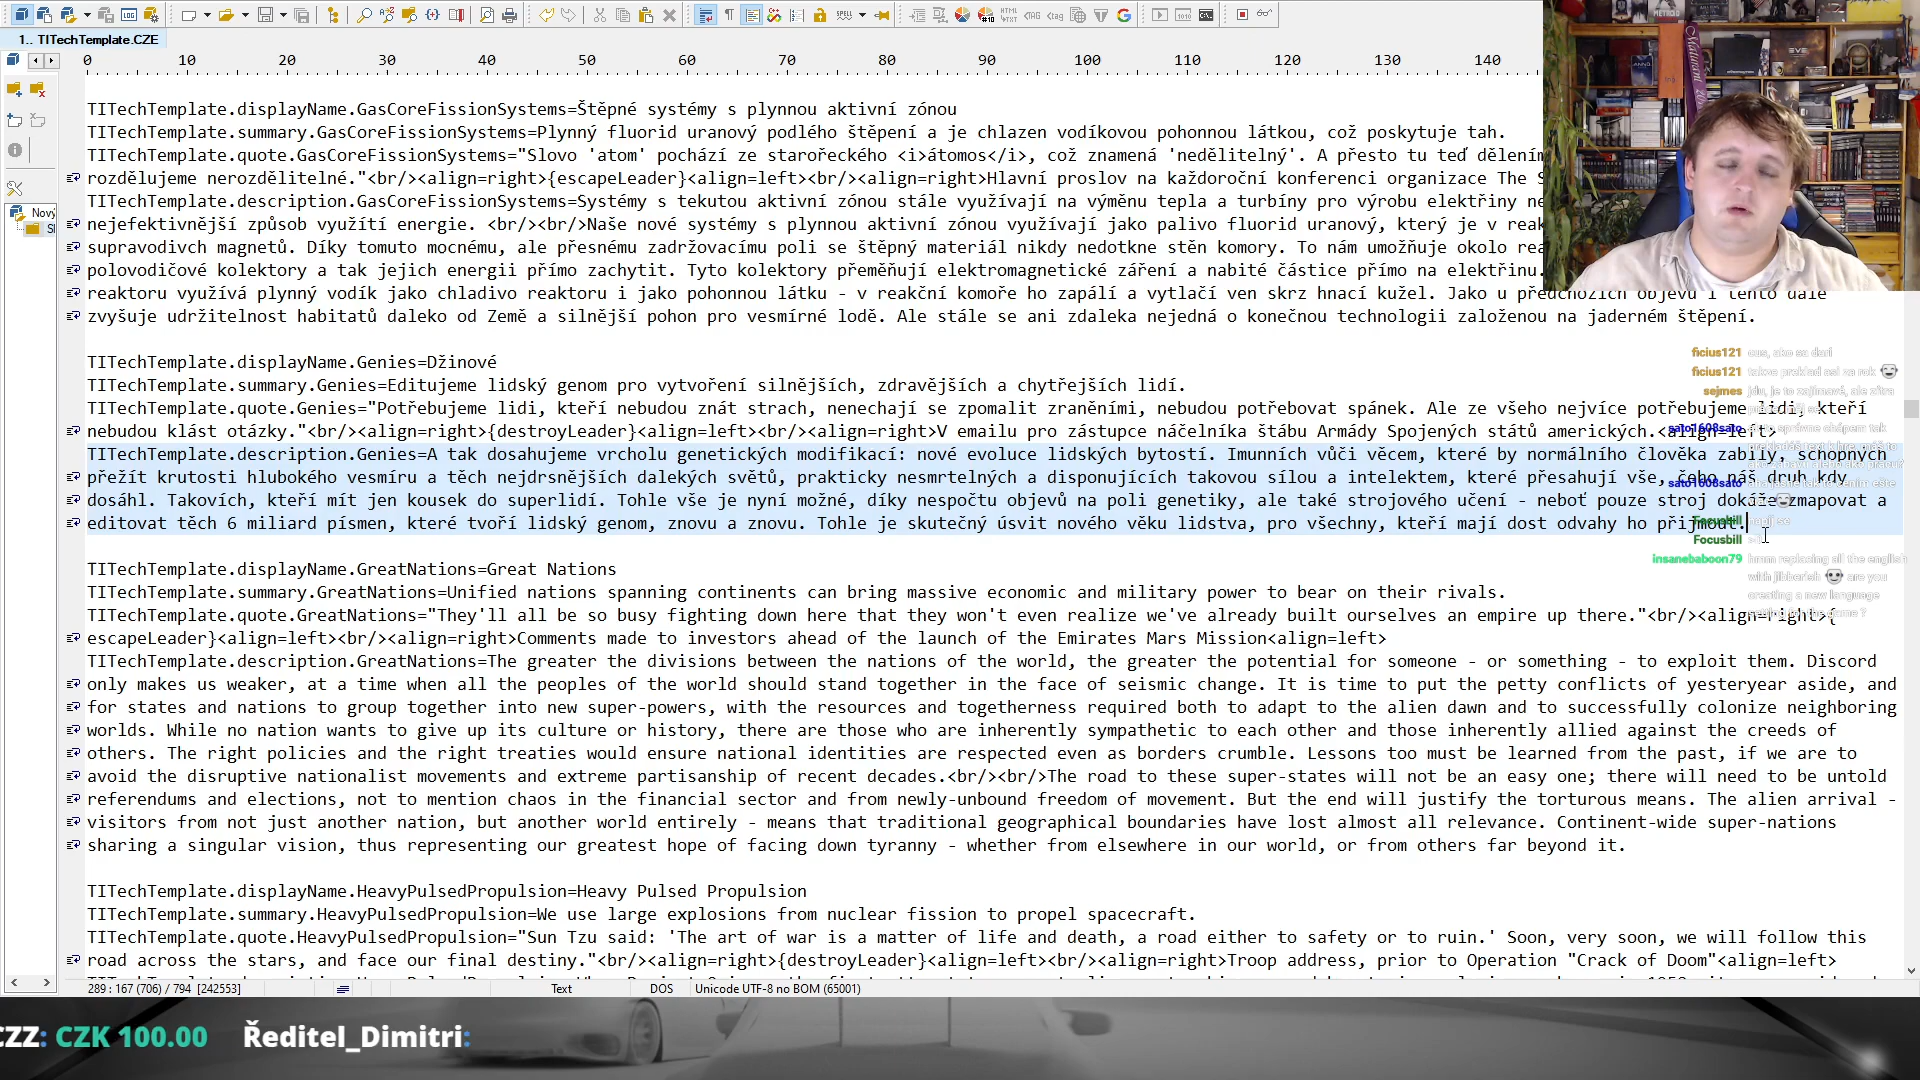 1.. TITechTemplate.CZE
0 10 20 30 40 50 60 70 80 90 100 110 120 130 140
TITechTemplate.displayName.GasCoreFissionSystems=Štěpné systémy s plynnou aktivní zónou
TITechTemplate.summary.GasCoreFissionSystems=Plynný fluorid uranový podlého štěpení a je chlazen vodíkovou pohonnou látkou, což poskytuje tah.
TITechTemplate.quote.GasCoreFissionSystems="Slovo 'atom' pochází ze starořeckého <i>átomos</i>, což znamená 'nedělitelný'. A přesto tu teď dělením
rozdělujeme nerozdělitelné."<br/><align=right>{escapeLeader}<align=left><br/><align=right>Hlavní proslov na každoroční konferenci organizace The S
TITechTemplate.description.GasCoreFissionSystems=Systémy s tekutou aktivní zónou stále využívají na výměnu tepla a turbíny pro výrobu elektřiny ne
nejefektivnější způsob využití energie. <br/><br/>Naše nové systémy s plynnou aktivní zónou využívají jako palivo fluorid uranový, který je v reak
supravodivch magnetů. Díky tomuto mocnému, ale přesnému zadržovacímu poli se štěpný materiál nikdy nedotkne stěn komory. To nám umožňuje okolo rea
polovodičové kolektory a tak jejich energii přímo zachytit. Tyto kolektory přeměňují elektromagnetické záření a nabité částice přímo na elektřinu.
reaktoru využívá plynný vodík jako chladivo reaktoru i jako pohonnou látku - v reakční komoře ho zapálí a vytlačí ven skrz hnací kužel. Jako u předchozích objevů i tento dále
zvyšuje udržitelnost habitatů daleko od Země a silnější pohon pro vesmírné lodě. Ale stále se ani zdaleka nejedná o konečnou technologii založenou na jaderném štěpení.
TITechTemplate.displayName.Genies=Džinové
TITechTemplate.summary.Genies=Editujeme lidský genom pro vytvoření silnějších, zdravějších a chytřejších lidí.
TITechTemplate.quote.Genies="Potřebujeme lidi, kteří nebudou znát strach, nenechají se zpomalit zraněními, nebudou potřebovat spánek. Ale ze všeho nejvíce potřebujeme lidi, kteří
nebudou klást otázky."<br/><align=right>{destroyLeader}<align=left><br/><align=right>V emailu pro zástupce náčelníka štábu Armády Spojených států amerických.<align=left>
TITechTemplate.description.Genies=A tak dosahujeme vrcholu genetických modifikací: nové evoluce lidských bytostí. Imunních vůči věcem, které by normálního člověka zabily, schopných
přežít krutosti hlubokého vesmíru a těch nejdrsnějších dalekých světů, prakticky nesmrtelných a disponujících takovou sílou a intelektem, které přesahují vše, čeho náš druh kdy
dosáhl. Takovích, kteří mít jen kousek do superlidí. Tohle vše je nyní možné, díky nespočtu objevů na poli genetiky, ale také strojového učení - neboť pouze stroj dokáže zmapovat a
editovat těch 6 miliard písmen, které tvoří lidský genom, znovu a znovu. Tohle je skutečný úsvit nového věku lidstva, pro všechny, kteří mají dost odvahy ho přijmout.
TITechTemplate.displayName.GreatNations=Great Nations
TITechTemplate.summary.GreatNations=Unified nations spanning continents can bring massive economic and military power to bear on their rivals.
TITechTemplate.quote.GreatNations="They'll all be so busy fighting down here that they won't even realize we've already built ourselves an empire up there."<br/><align=right>{
escapeLeader}<align=left><br/><align=right>Comments made to investors ahead of the launch of the Emirates Mars Mission<align=left>
TITechTemplate.description.GreatNations=The greater the divisions between the nations of the world, the greater the potential for someone - or something - to exploit them. Discord
only makes us weaker, at a time when all the peoples of the world should stand together in the face of seismic change. It is time to put the petty conflicts of yesteryear aside, and
for states and nations to group together into new super-powers, with the resources and togetherness required both to adapt to the alien dawn and to successfully colonize neighboring
worlds. While no nation wants to give up its culture or history, there are those who are inherently sympathetic to each other and those inherently allied against the creeds of
others. The right policies and the right treaties would ensure national identities are respected even as borders crumble. Lessons too must be learned from the past, if we are to
avoid the disruptive nationalist movements and extreme partisanship of recent decades.<br/><br/>The road to these super-states will not be an easy one; there will need to be untold
referendums and elections, not to mention chaos in the financial sector and from newly-unbound freedom of movement. But the end will justify the torturous means. The alien arrival -
visitors from not just another nation, but another world entirely - means that traditional geographical boundaries have lost almost all relevance. Continent-wide super-nations
sharing a singular vision, thus representing our greatest hope of facing down tyranny - whether from elsewhere in our world, or from others far beyond it.
TITechTemplate.displayName.HeavyPulsedPropulsion=Heavy Pulsed Propulsion
TITechTemplate.summary.HeavyPulsedPropulsion=We use large explosions from nuclear fission to propel spacecraft.
TITechTemplate.quote.HeavyPulsedPropulsion="Sun Tzu said: 'The art of war is a matter of life and death, a road either to safety or to ruin.' Soon, very soon, we will follow this
road across the stars, and face our final destiny."<br/><align=right>{destroyLeader}<align=left><br/><align=right>Troop address, prior to Operation "Crack of Doom"<align=left>
Nový
ficius121
ficius121
sejmes
sato1608sato
sato1608sato
Focusbill
Focusbill
insanebaboon79 hmm replacing all the english
with jibberish are you
creating a new language
setting for the game ?
289 : 167 (706) / 794 [242553] Text DOS Unicode UTF-8 no BOM (65001)
CZZ: CZK 100.00 Ředitel_Dimitri: